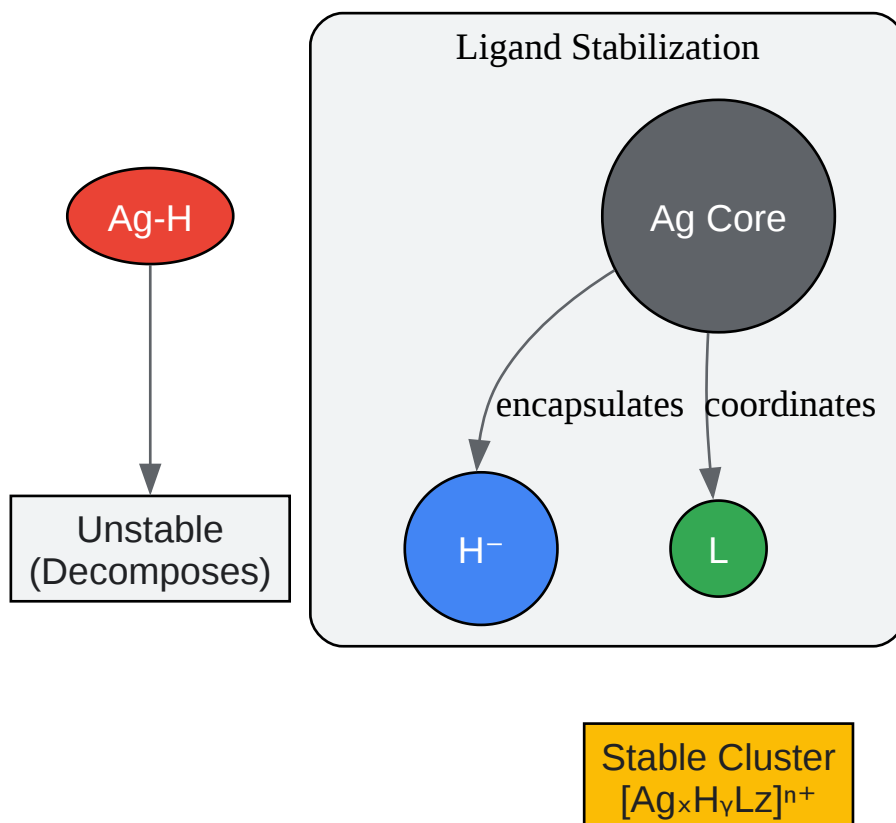 Ligand Stabilization
Ag-H
Ag Core
encapsulates
coordinates
Unstable
(Decomposes)
H⁻
L
Stable Cluster
[AgₓHᵧLz]ⁿ⁺